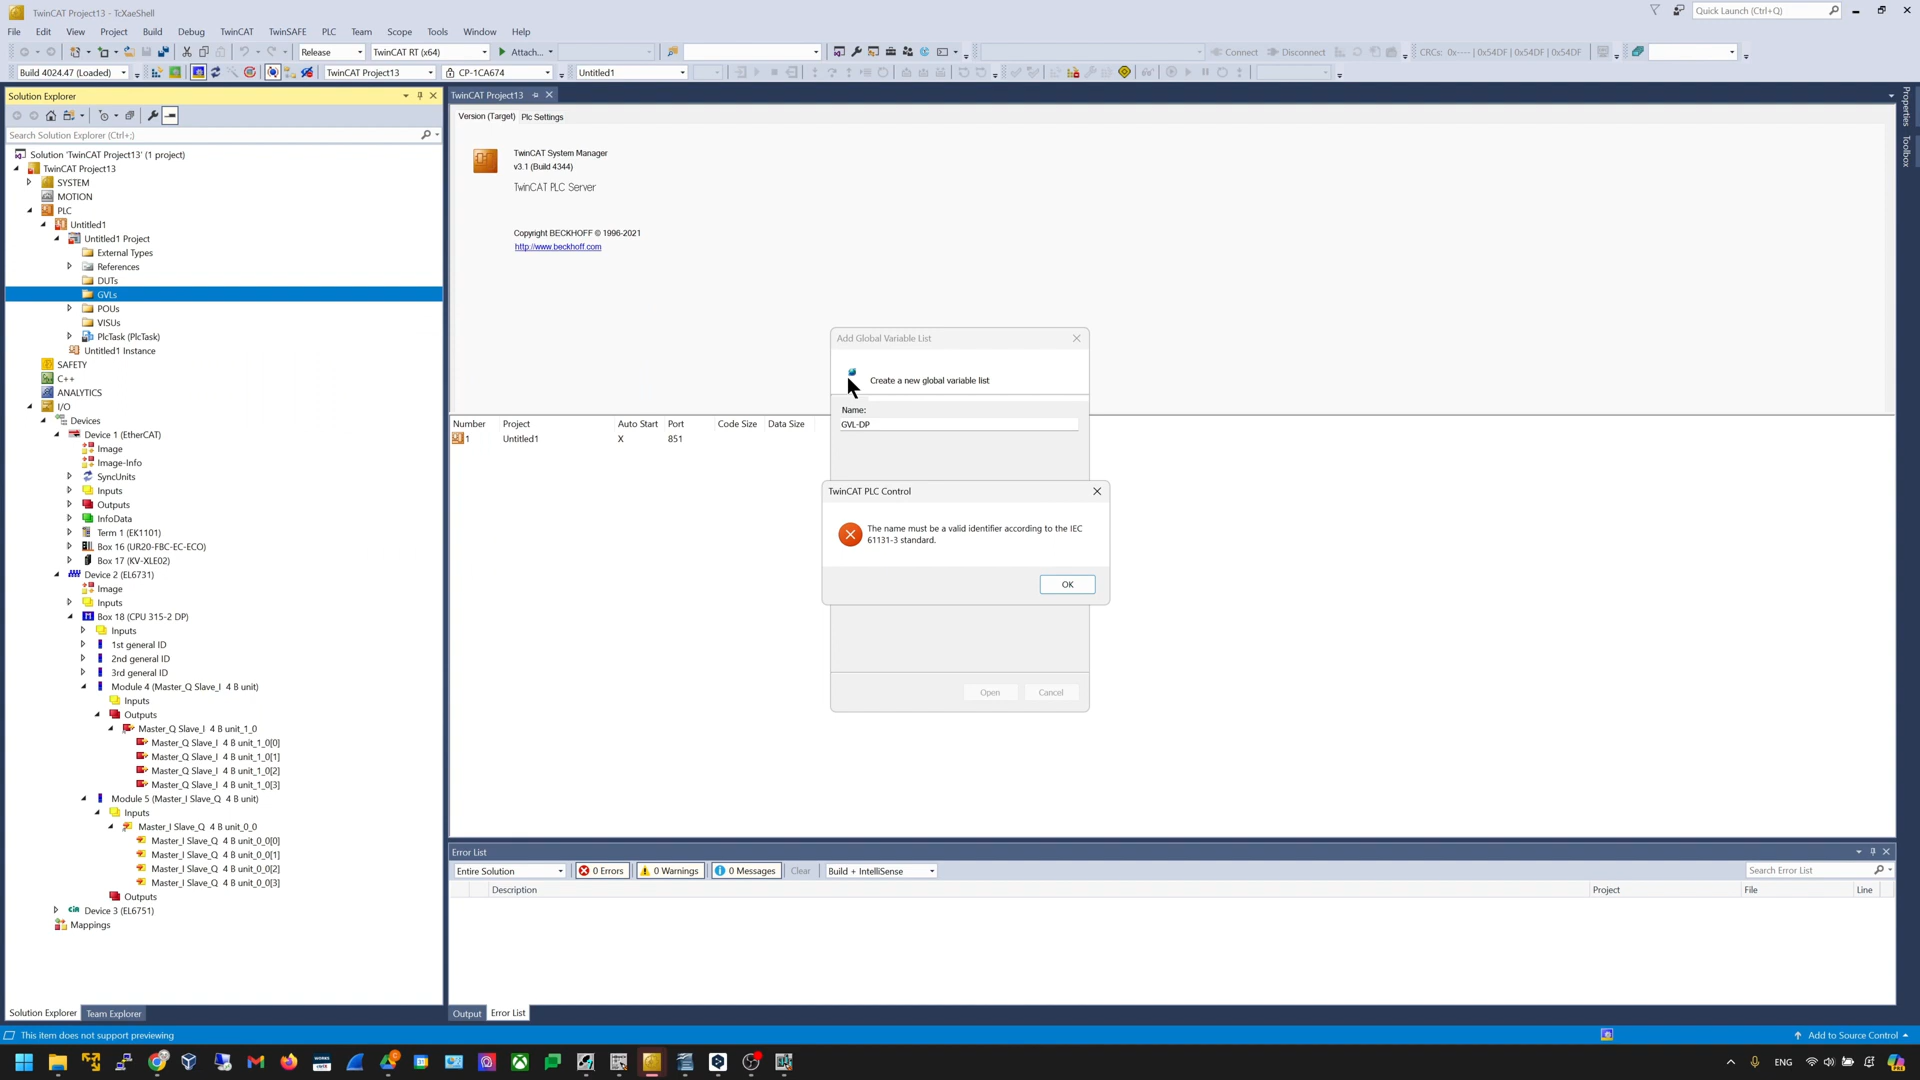 TwinCAT Project13 - TcXaeShell
Quick Launch (Ctrl+Q)
File Edit View Project Build Debug TwinCAT TwinSAFE PLC Team Scope Tools Window Help
Release TwinCAT RT (x64) Attach... Connect Disconnect CRCs: 0x---- | 0x54DF | 0x54DF | 0x54DF
Build 4024.47 (Loaded) TwinCAT Project13 CP-1CA674 Untitled1
Solution Explorer
Search Solution Explorer (Ctrl+;)
Solution 'TwinCAT Project13' (1 project)
TwinCAT Project13
SYSTEM
MOTION
PLC
Untitled1
Untitled1 Project
External Types
References
DUTs
GVLs
POUs
VISUs
PlcTask (PlcTask)
Untitled1 Instance
SAFETY
C++
ANALYTICS
I/O
Devices
Device 1 (EtherCAT)
Image
Image-Info
SyncUnits
Inputs
Outputs
InfoData
Term 1 (EK1101)
Box 16 (UR20-FBC-EC-ECO)
Box 17 (KV-XLE02)
Device 2 (EL6731)
Image
Inputs
Box 18 (CPU 315-2 DP)
Inputs
1st general ID
2nd general ID
3rd general ID
Module 4 (Master_Q Slave_I 4 B unit)
Inputs
Outputs
Master_Q Slave_I 4 B unit_1_0
Master_Q Slave_I 4 B unit_1_0[0]
Master_Q Slave_I 4 B unit_1_0[1]
Master_Q Slave_I 4 B unit_1_0[2]
Master_Q Slave_I 4 B unit_1_0[3]
Module 5 (Master_I Slave_Q 4 B unit)
Inputs
Master_I Slave_Q 4 B unit_0_0
Master_I Slave_Q 4 B unit_0_0[0]
Master_I Slave_Q 4 B unit_0_0[1]
Master_I Slave_Q 4 B unit_0_0[2]
Master_I Slave_Q 4 B unit_0_0[3]
Outputs
Device 3 (EL6751)
Mappings
Solution Explorer Team Explorer
TwinCAT Project13
Version (Target) Plc Settings
TwinCAT System Manager
v3.1 (Build 4344)
TwinCAT PLC Server
Copyright BECKHOFF © 1996-2021
http://www.beckhoff.com
Number Project Auto Start Port Code Size Data Size
1 Untitled1 X 851
Add Global Variable List
Create a new global variable list
Name:
GVL-DP
TwinCAT PLC Control
The name must be a valid identifier according to the IEC
61131-3 standard.
OK
Open Cancel
Error List
Entire Solution 0 Errors 0 Warnings 0 Messages Clear Build + IntelliSense Search Error List
Description Project File Line
Output Error List
Properties
Toolbox
This item does not support previewing
Add to Source Control
ENG